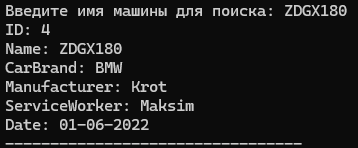 Введите имя машины для поиска: ZDGX180
ID: 4
Name: ZDGX180
CarBrand: BMW
Manufacturer: Krot
ServiceWorker: Maksim
Date: 01-06-2022
---------------------------------